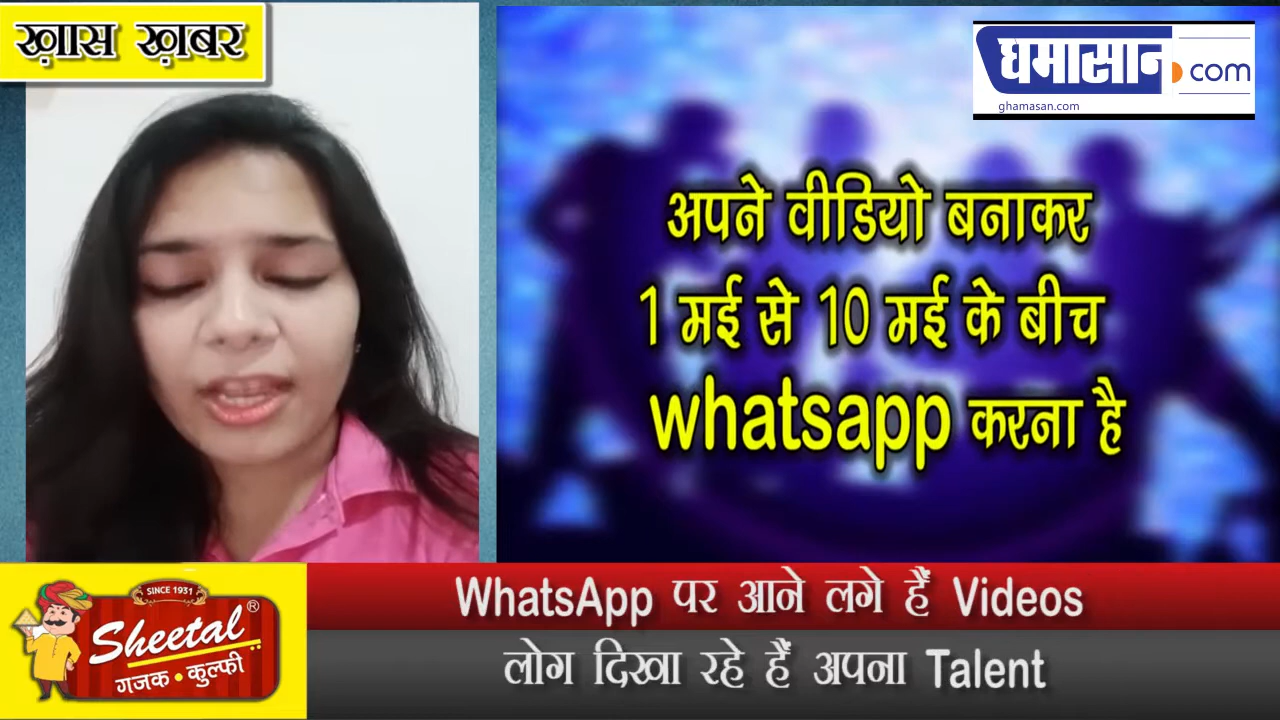 ख़ास ख़बर
घमासान.com
ghamasan.com
अपने वीडियो बनाकर
1 मई से 10 मई के बीच
whatsapp करना है
SINCE 1931
Sheetal®
गजक • कुल्फी
WhatsApp पर आने लगे हैं Videos
लोग दिखा रहे हैं अपना Talent